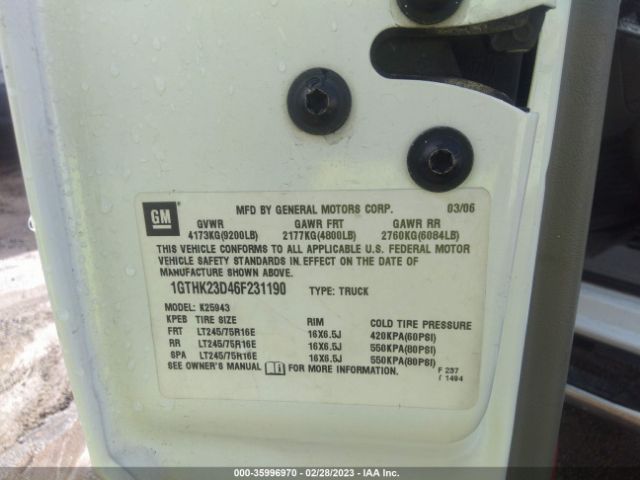 GM
MFD BY GENERAL MOTORS CORP. 03/06
GVWR GAWR FRT GAWR RR
4173KG(9200LB) 2177KG(4800LB) 2760KG(6084LB)
THIS VEHICLE CONFORMS TO ALL APPLICABLE U.S. FEDERAL MOTOR
VEHICLE SAFETY STANDARDS IN EFFECT ON THE DATE OF
MANUFACTURE SHOWN ABOVE.
1GTHK23D46F231190 TYPE: TRUCK
MODEL: K25943
KPEB TIRE SIZE RIM COLD TIRE PRESSURE
FRT LT245/75R16E 16X6.5J 420KPA(60PSI)
RR LT245/75R16E 16X6.5J 550KPA(80PSI)
SPA LT245/75R16E 16X6.5J 550KPA(80PSI)
SEE OWNER'S MANUAL FOR MORE INFORMATION.
F 237
1494
000-35996970 - 02/28/2023 - IAA Inc.